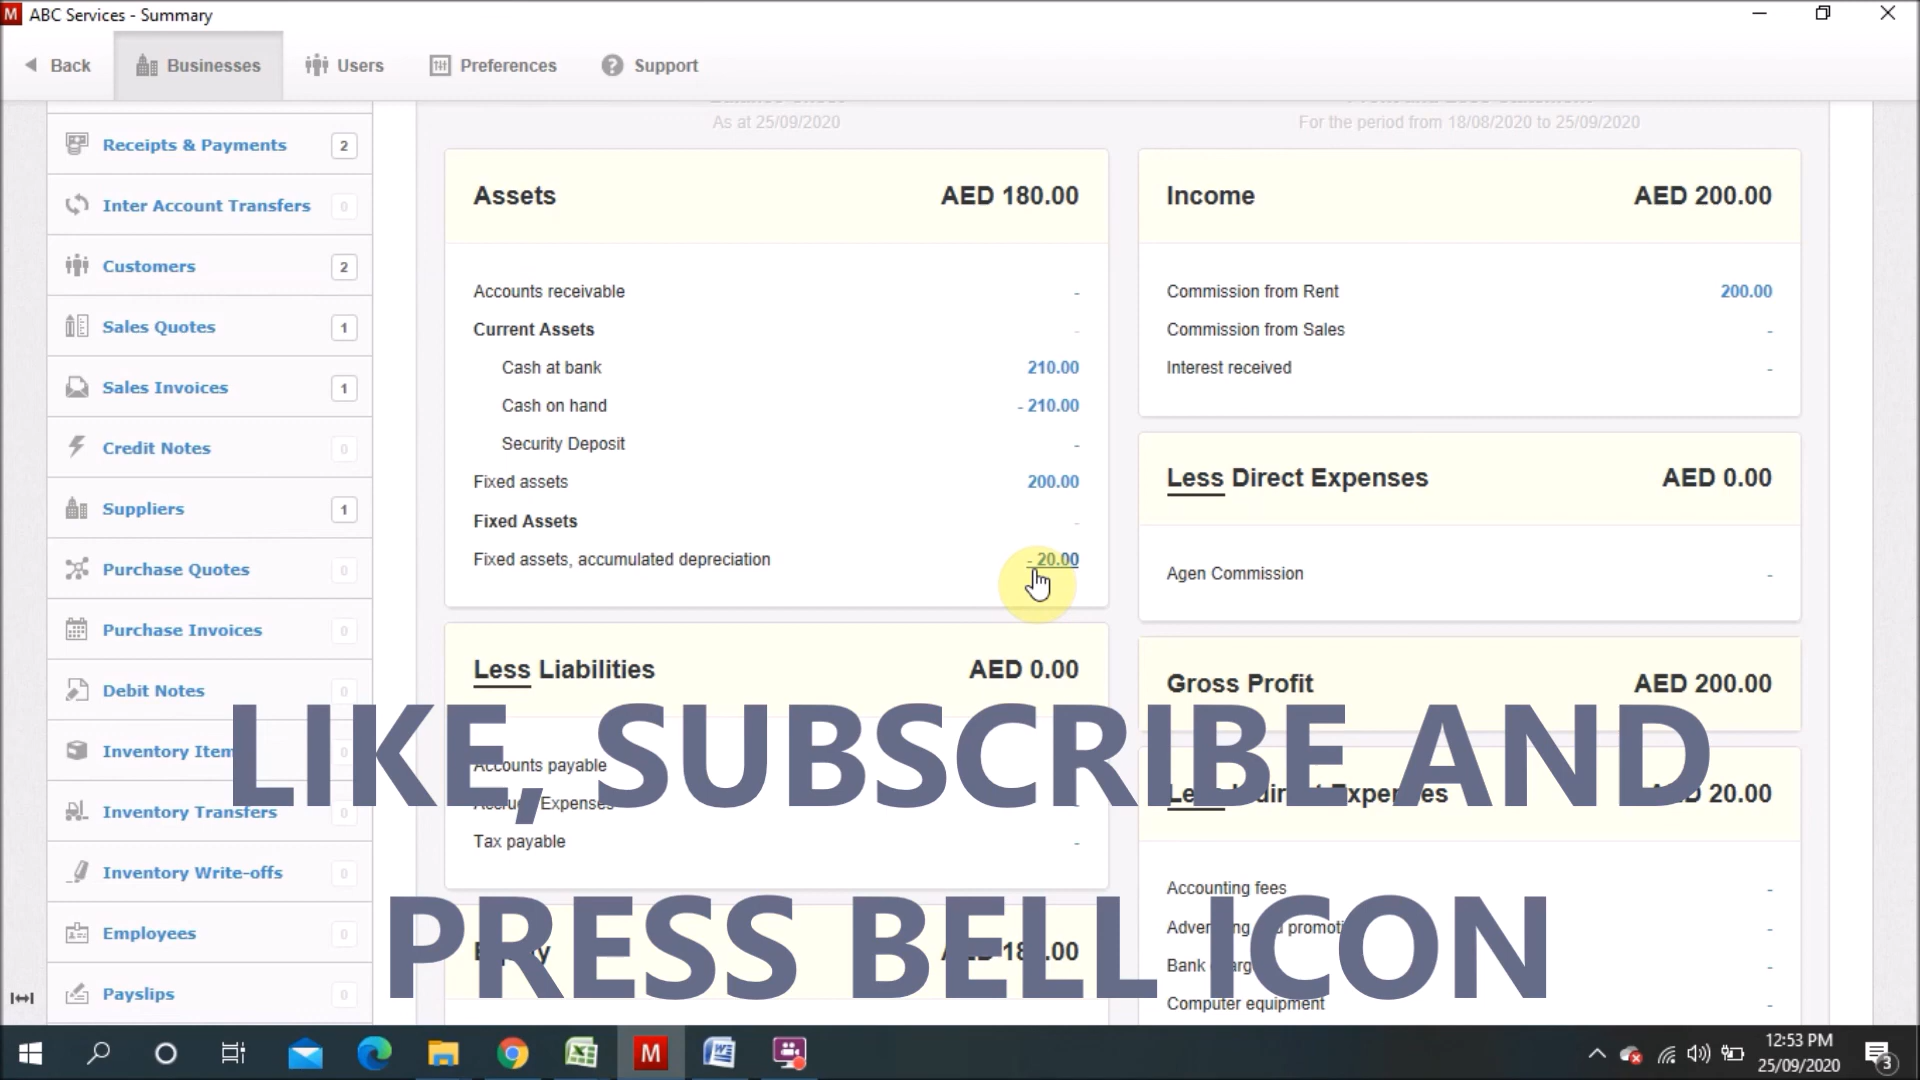 M ABC Services - Summary
Back Businesses Users Preferences Support
As at 25/09/2020
For the period from 18/08/2020 to 25/09/2020
Receipts & Payments 2
Inter Account Transfers 0
Customers 2
Sales Quotes 1
Sales Invoices 1
Credit Notes 0
Suppliers 1
Purchase Quotes 0
Purchase Invoices 0
Debit Notes 0
Inventory Item 0
Inventory Transfers 0
Inventory Write-offs 0
Employees 0
Payslips 0
Assets AED 180.00
Accounts receivable -
Current Assets -
Cash at bank 210.00
Cash on hand - 210.00
Security Deposit -
Fixed assets 200.00
Fixed Assets -
Fixed assets, accumulated depreciation - 20.00
Less Liabilities AED 0.00
Accounts payable
Expenses -
Tax payable -
Income AED 200.00
Commission from Rent 200.00
Commission from Sales -
Interest received -
Less Direct Expenses AED 0.00
Agen Commission -
Gross Profit AED 200.00
Expenses 20.00
Accounting fees -
Bank -
Computer equipment -
LIKE, SUBSCRIBE AND
PRESS BELL ICON
M
12:53 PM
25/09/2020
3